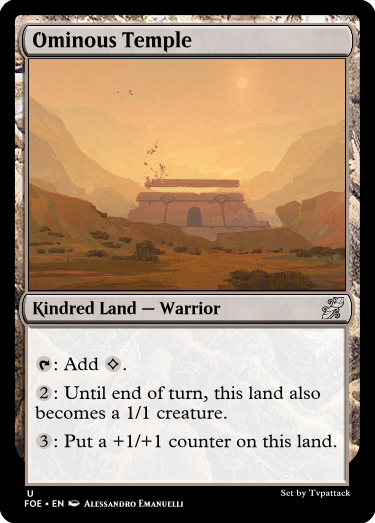 Ominous Temple
Kindred Land — Warrior
: Add .
2: Until end of turn, this land also
becomes a 1/1 creature.
3: Put a +1/+1 counter on this land.
U
FOE • EN Alessandro Emanuelli
Set by Tvpattack